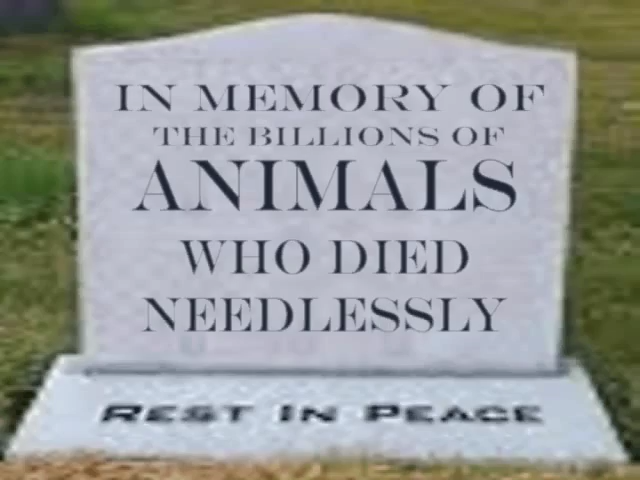 IN MEMORY OF
THE BILLIONS OF
ANIMALS
WHO DIED
NEEDLESSLY
REST IN PEACE